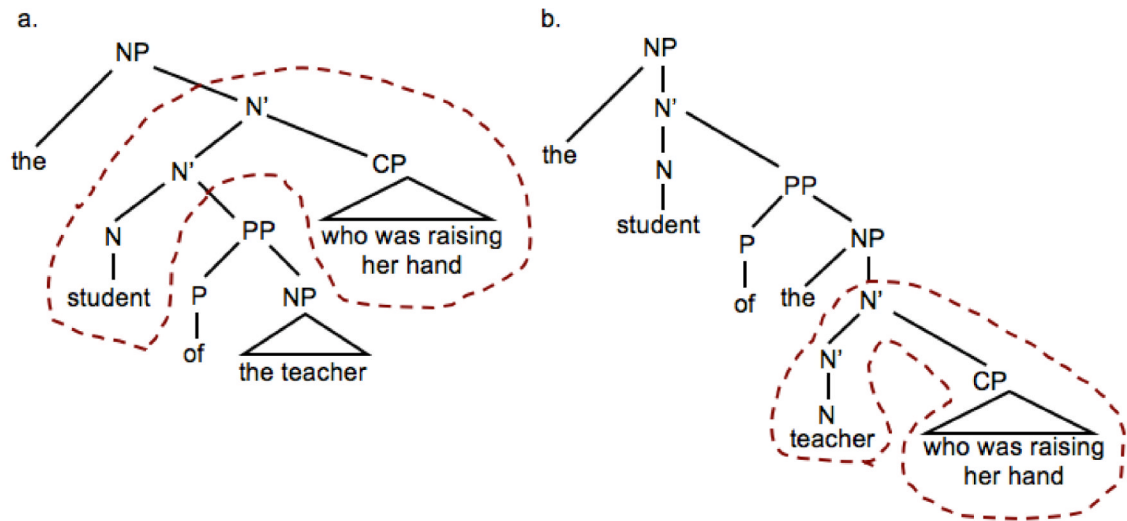 a.
NP
N'
the
N'
CP
N
PP
who was raising
her hand
student
P
NP
of
the teacher
b.
NP
N'
the
N
PP
student
P
NP
of
the
N'
N'
CP
N
teacher
who was raising
her hand